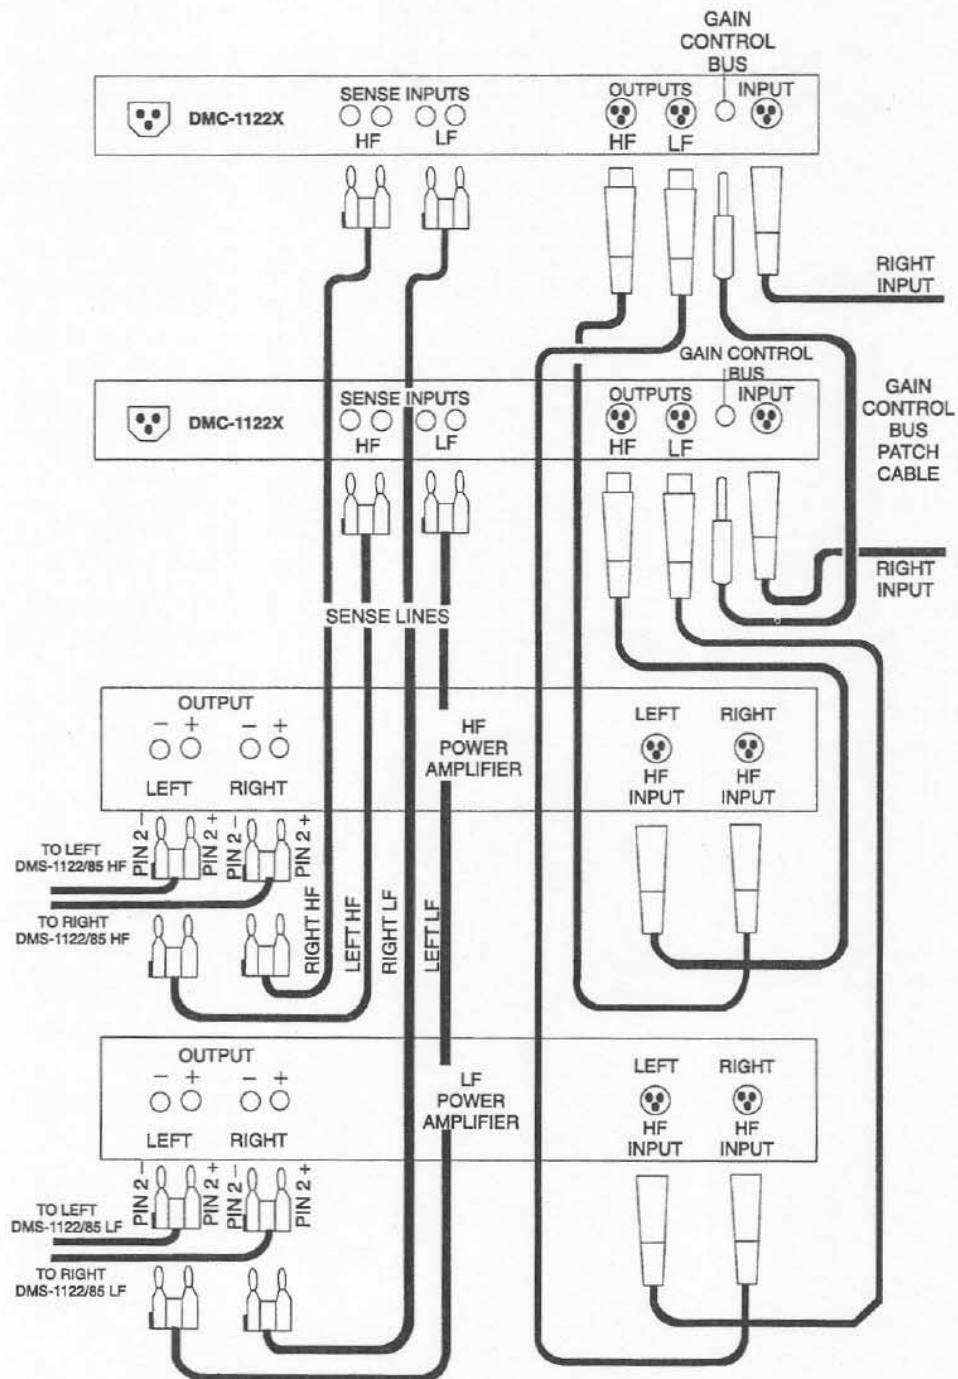 GAIN
CONTROL
BUS
SENSE INPUTS
OUTPUTS
INPUT
DMC-1122X
HF
LF
HF
LF
RIGHT
INPUT
GAIN CONTROL
BUS
SENSE INPUTS
OUTPUTS
INPUT
DMC-1122X
HF
LF
HF
LF
GAIN
CONTROL
BUS
PATCH
CABLE
RIGHT
INPUT
SENSE LINES
OUTPUT
− + − +
LEFT
RIGHT
HF
POWER
AMPLIFIER
LEFT
RIGHT
HF
INPUT
HF
INPUT
PIN 2 −
PIN 2 +
PIN 2 −
PIN 2 +
TO LEFT
DMS-1122/85 HF
TO RIGHT
DMS-1122/85 HF
RIGHT HF
LEFT HF
RIGHT LF
LEFT LF
OUTPUT
− + − +
LEFT
RIGHT
LF
POWER
AMPLIFIER
LEFT
RIGHT
HF
INPUT
HF
INPUT
PIN 2 −
PIN 2 +
PIN 2 −
PIN 2 +
TO LEFT
DMS-1122/85 LF
TO RIGHT
DMS-1122/85 LF